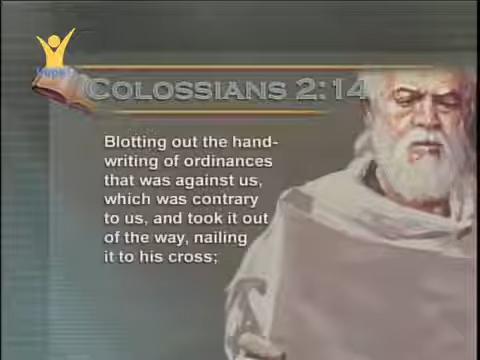 Hope
COLOSSIANS 2:14
Blotting out the hand-
writing of ordinances
that was against us,
which was contrary
to us, and took it out
of the way, nailing
it to his cross;